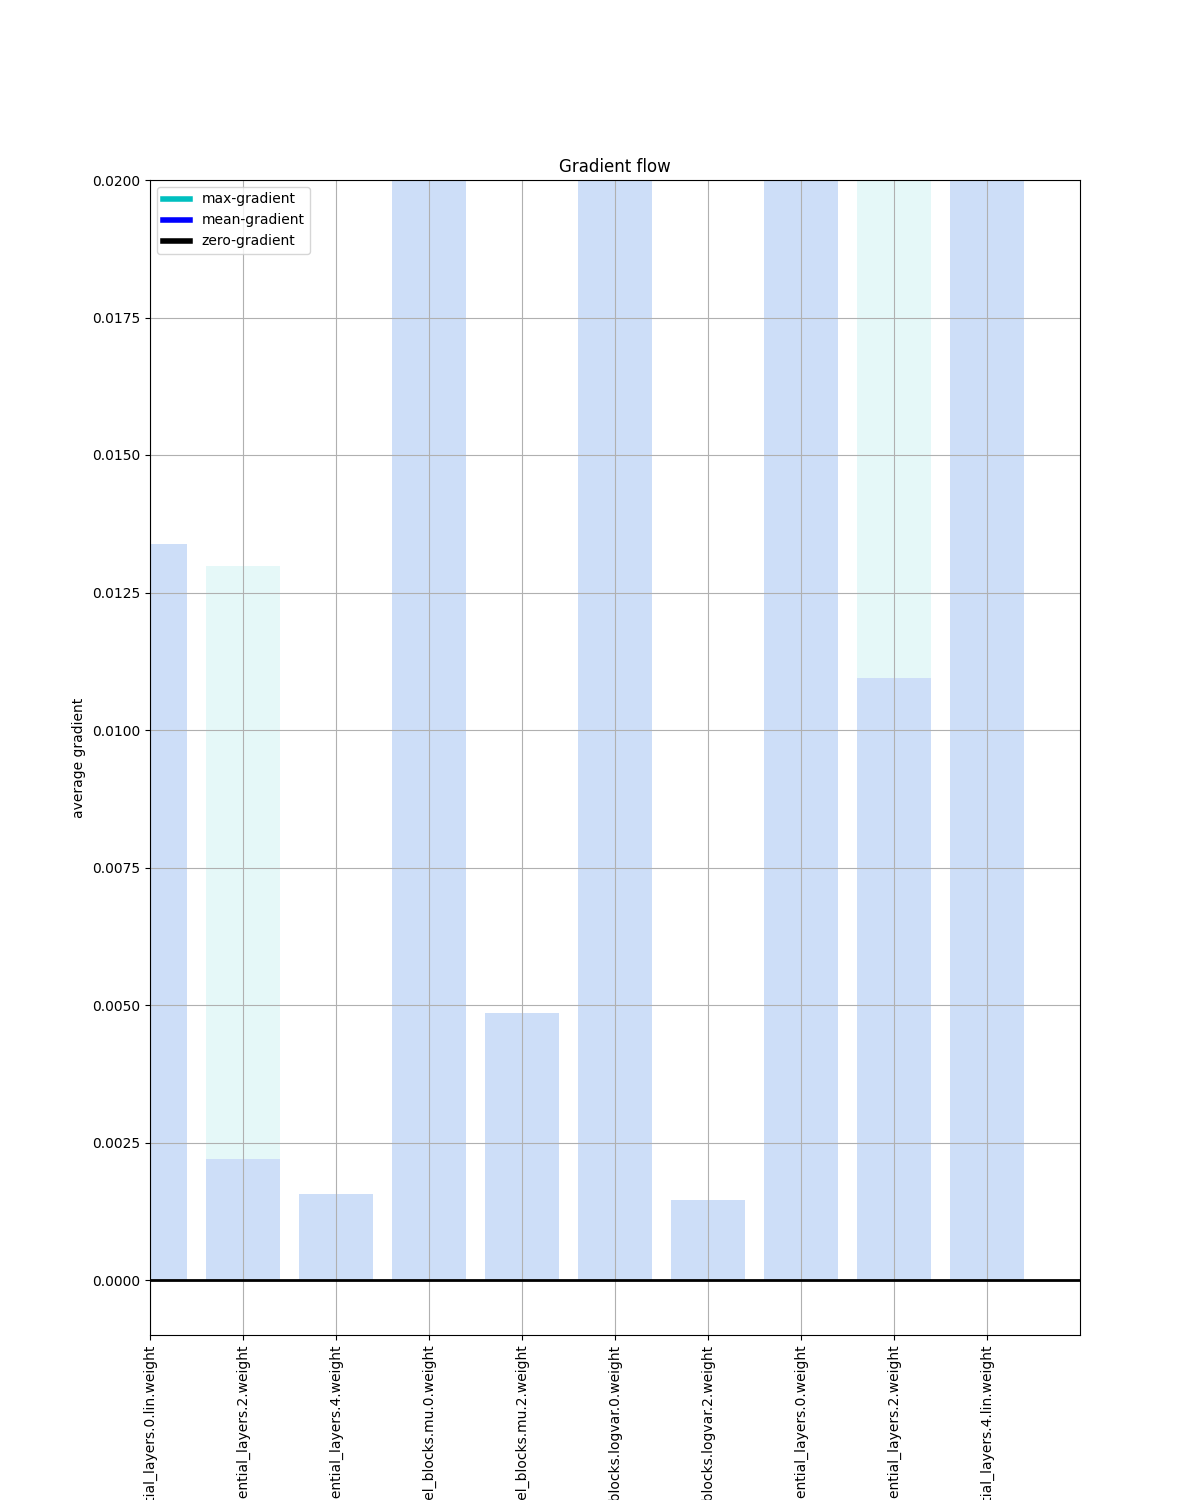 Gradient flow
max-gradient
mean-gradient
zero-gradient
0.0200
0.0175
0.0150
0.0125
0.0100
0.0075
0.0050
0.0025
0.0000
average gradient
tial_layers.0.lin.weight
ential_layers.2.weight
ential_layers.4.weight
el_blocks.mu.0.weight
el_blocks.mu.2.weight
blocks.logvar.0.weight
blocks.logvar.2.weight
ential_layers.0.weight
ential_layers.2.weight
tial_layers.4.lin.weight